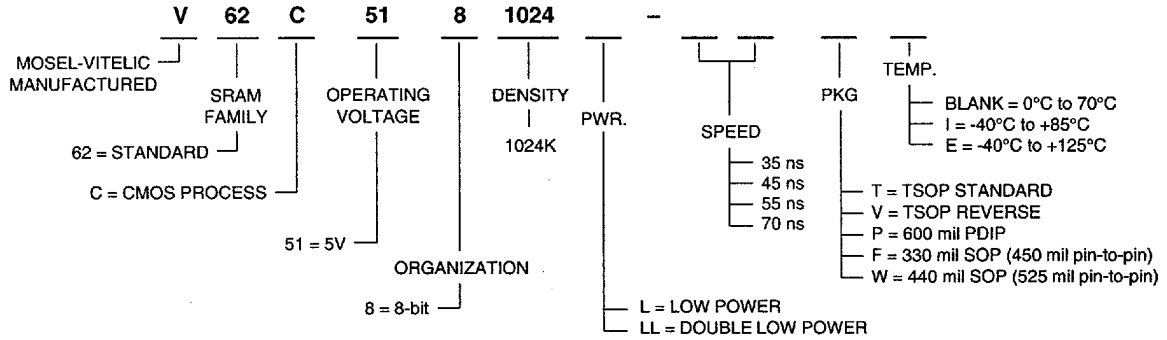 V 62 C 51 8 1024 –
MOSEL-VITELIC
MANUFACTURED
SRAM
FAMILY
62 = STANDARD
C = CMOS PROCESS
OPERATING
VOLTAGE
51 = 5V
ORGANIZATION
8 = 8-bit
DENSITY
1024K
PWR.
L = LOW POWER
LL = DOUBLE LOW POWER
SPEED
35 ns
45 ns
55 ns
70 ns
PKG
T = TSOP STANDARD
V = TSOP REVERSE
P = 600 mil PDIP
F = 330 mil SOP (450 mil pin-to-pin)
W = 440 mil SOP (525 mil pin-to-pin)
TEMP.
BLANK = 0°C to 70°C
I = -40°C to +85°C
E = -40°C to +125°C